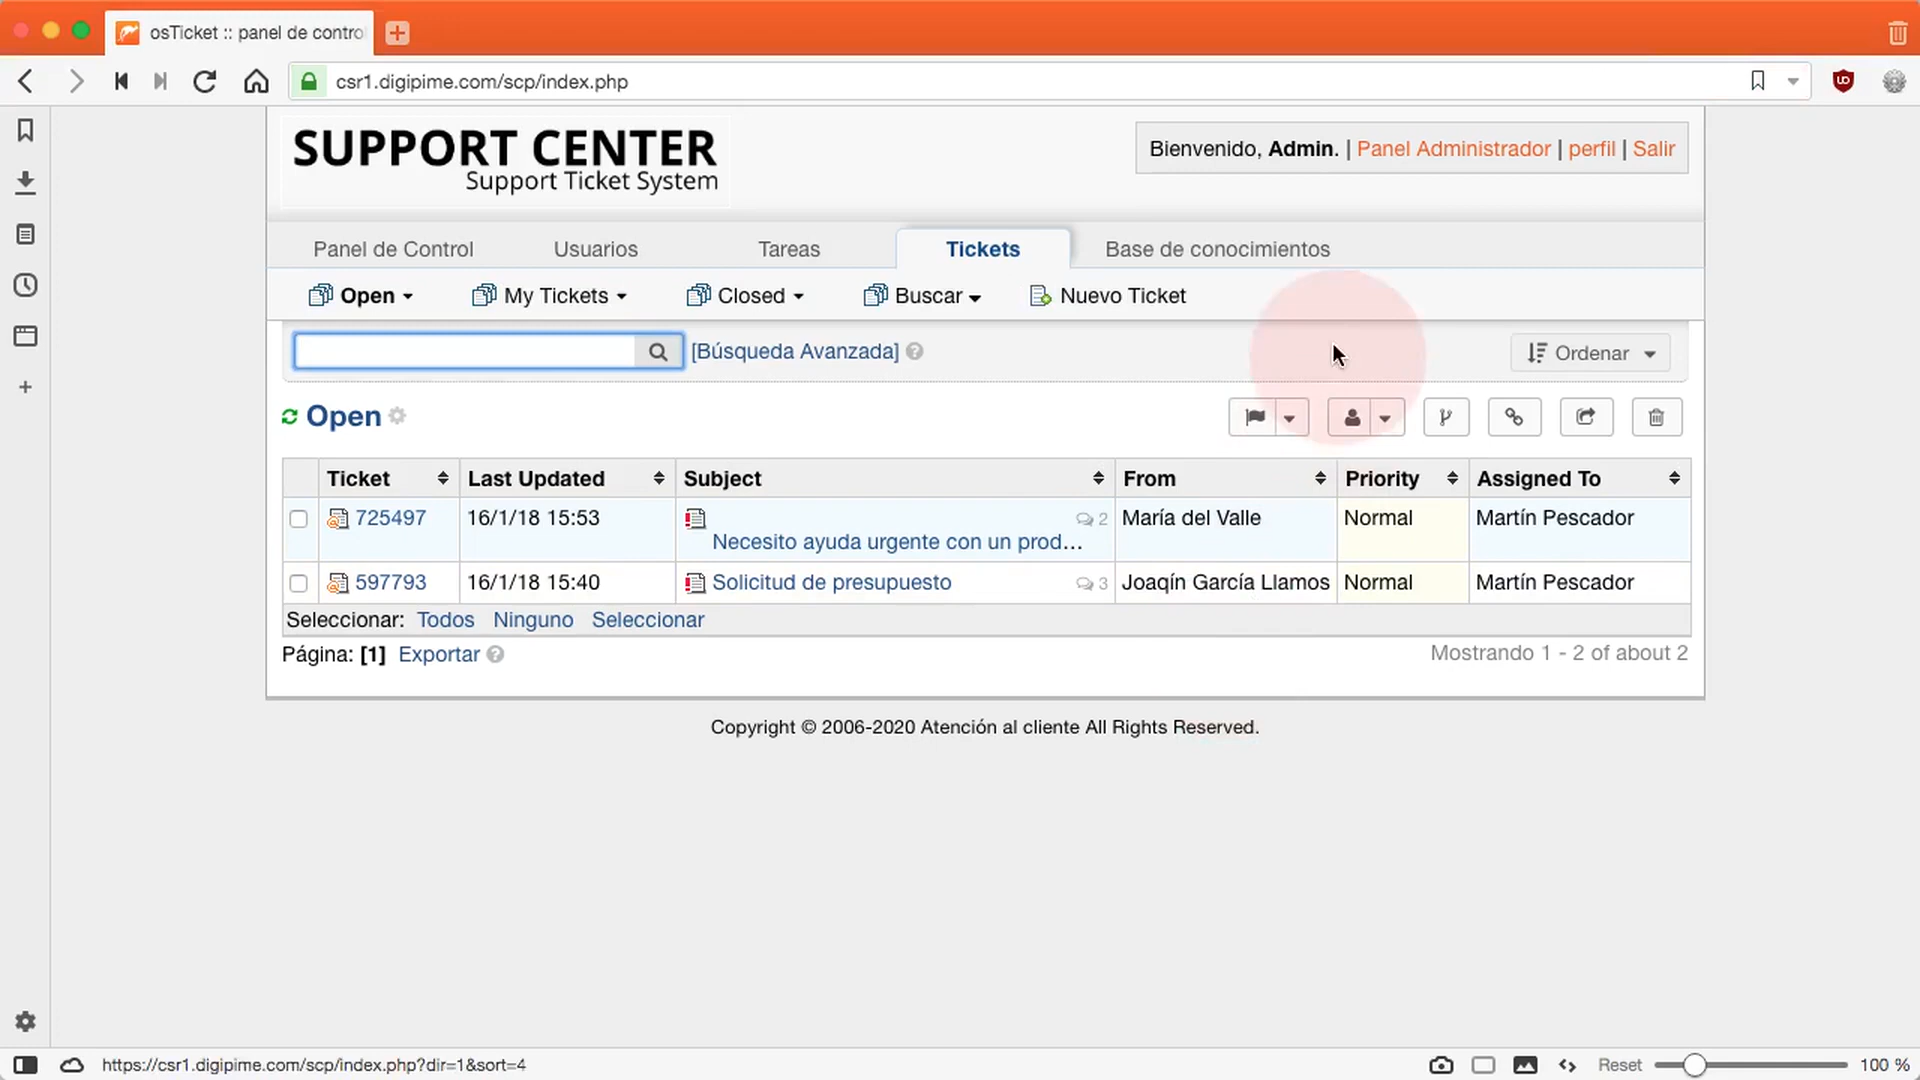 osTicket :: panel de contro
csr1.digipime.com/scp/index.php
SUPPORT CENTER
Support Ticket System
Bienvenido, Admin. | Panel Administrador | perfil | Salir
Panel de Control Usuarios Tareas Tickets Base de conocimientos
Open My Tickets Closed Buscar Nuevo Ticket
[Búsqueda Avanzada] ?
Ordenar
Open
Ticket Last Updated Subject From Priority Assigned To
725497 16/1/18 15:53 2 María del Valle Normal Martín Pescador
Necesito ayuda urgente con un prod...
597793 16/1/18 15:40 Solicitud de presupuesto 3 Joaqín García Llamos Normal Martín Pescador
Seleccionar: Todos Ninguno Seleccionar
Página: [1] Exportar ? Mostrando 1 - 2 of about 2
Copyright © 2006-2020 Atención al cliente All Rights Reserved.
https://csr1.digipime.com/scp/index.php?dir=1&sort=4 Reset 100 %